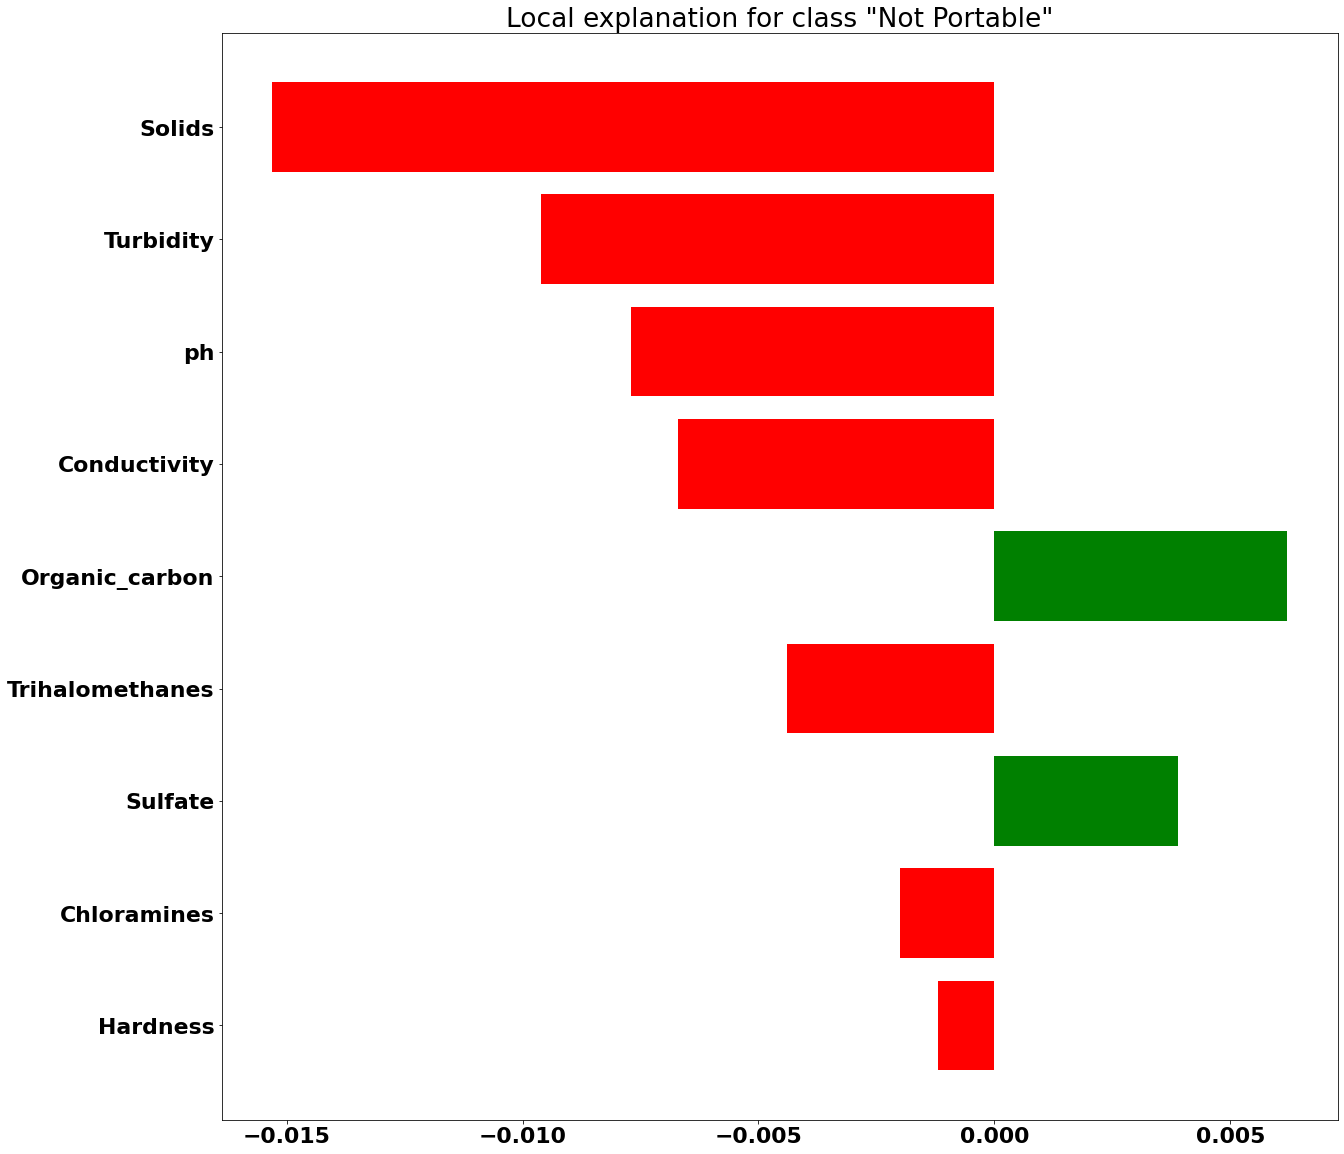 Local explanation for class "Not Portable"
Solids
Turbidity
ph
Conductivity
Organic_carbon
Trihalomethanes
Sulfate
Chloramines
Hardness
−0.015 −0.010 −0.005 0.000 0.005